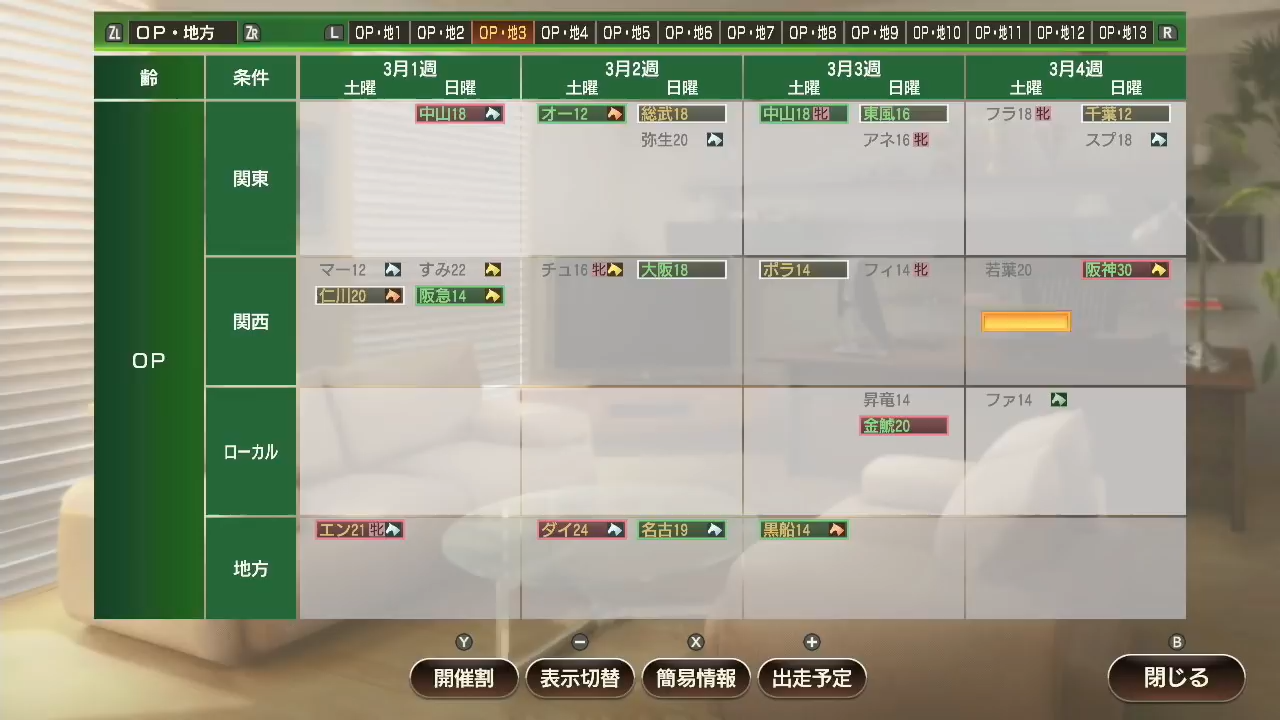 ZL OP・地方 ZR L OP・地1 OP・地2 OP・地3 OP・地4 OP・地5 OP・地6 OP・地7 OP・地8 OP・地9 OP・地10 OP・地11 OP・地12 OP・地13 R
齢 条件 3月1週 3月2週 3月3週 3月4週
土曜 日曜 土曜 日曜 土曜 日曜 土曜 日曜
中山18 オー12 総武18 中山18 牝 東風16 フラ18 牝 千葉12
弥生20 アネ16 牝 スプ18
関東
マー12 すみ22 チュ16 牝 大阪18 ポラ14 フィ14 牝 若葉20 阪神30
仁川20 阪急14
関西
OP
昇竜14 ファ14
金鯱20
ローカル
エン21 牝 ダイ24 名古19 黒船14
地方
Y − X + B
開催割 表示切替 簡易情報 出走予定 閉じる